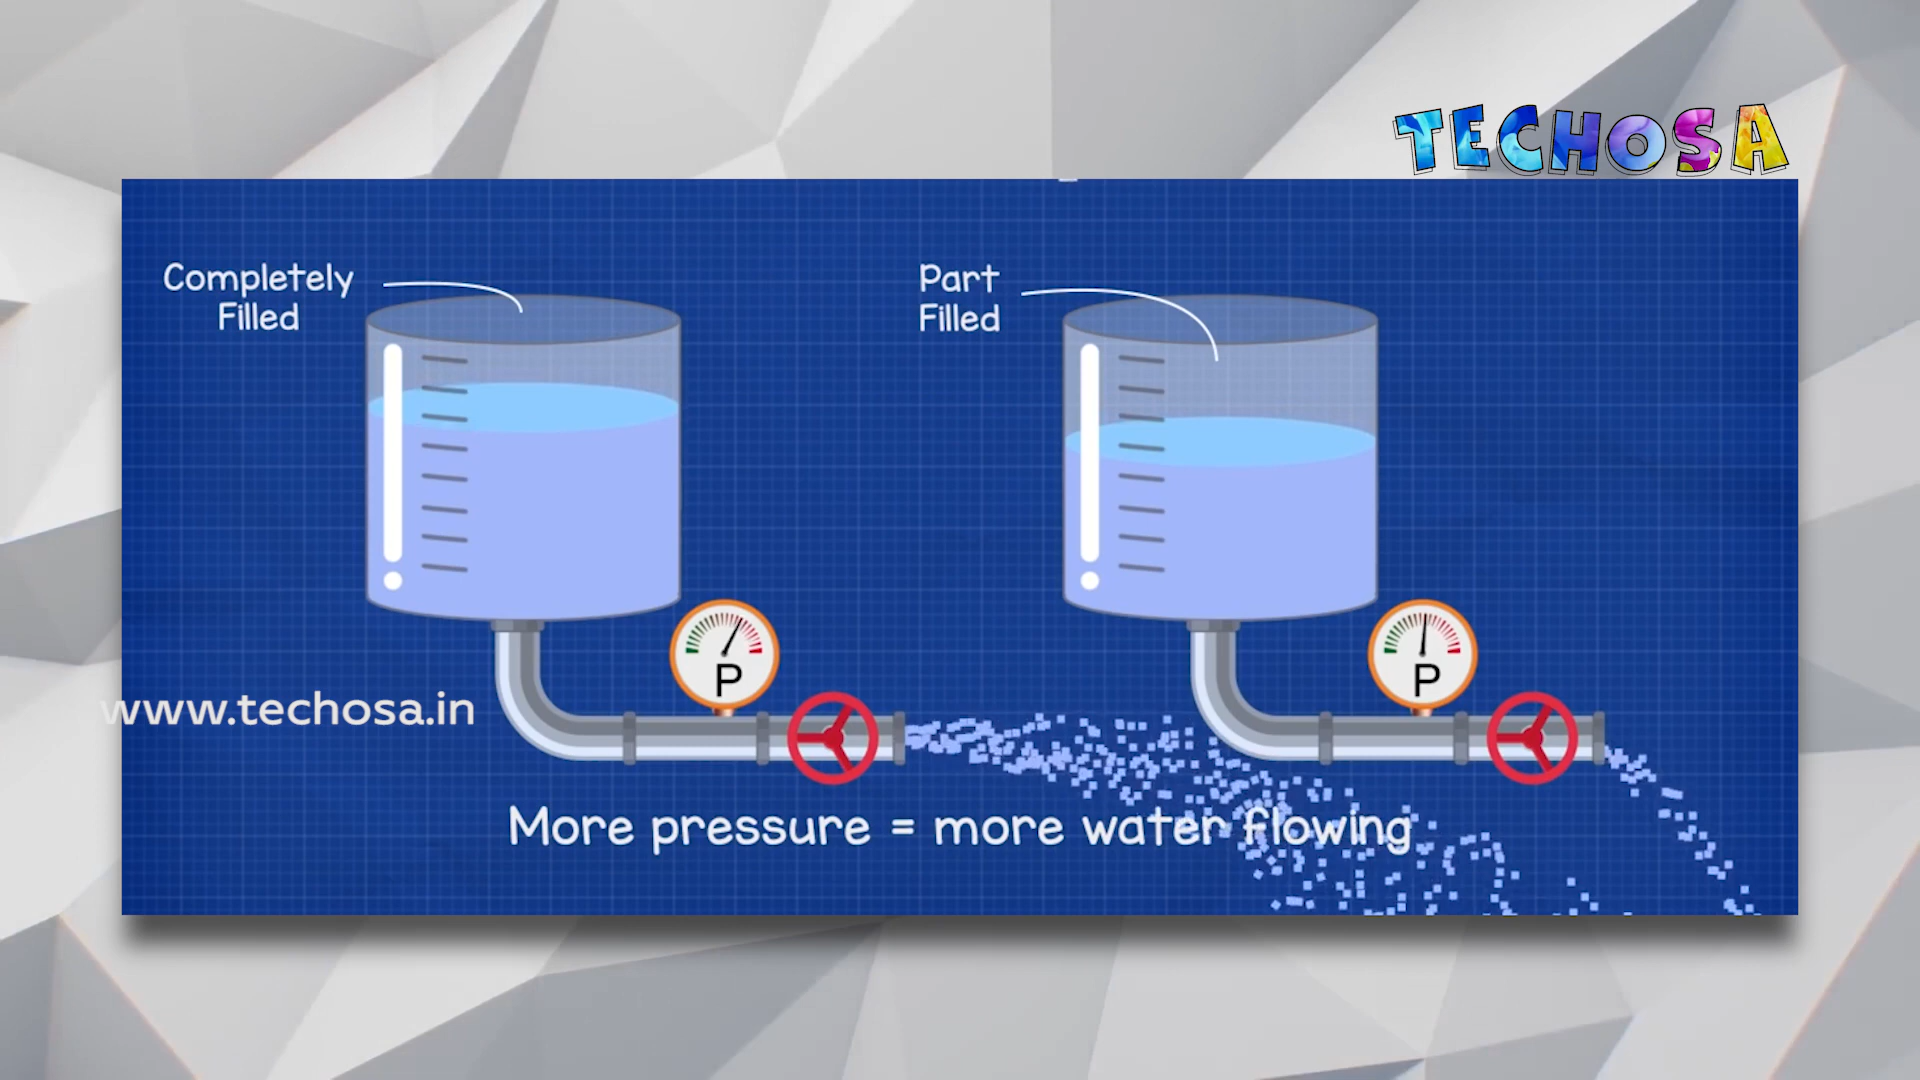 TECHOSA
Completely
Filled
Part
Filled
P
P
www.techosa.in
More pressure = more water flowing